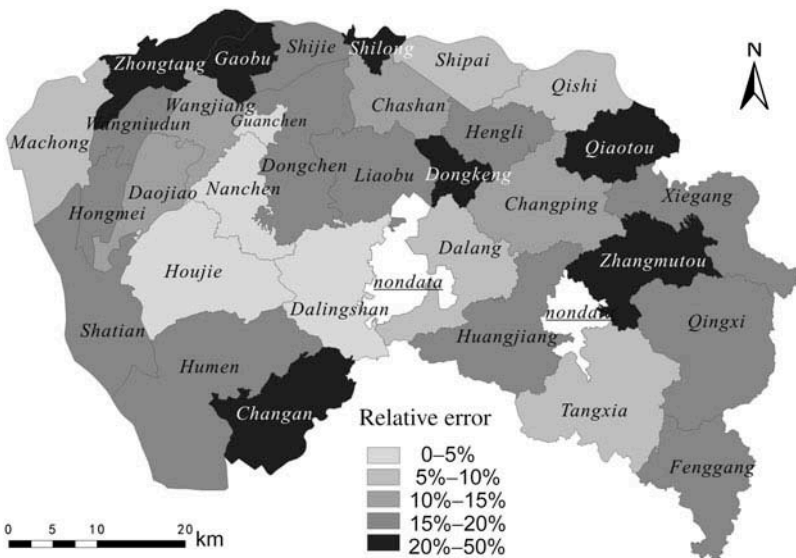 Shijie
Shilong
N
Gaobu
Zhongtang
Shipai
Qishi
Wangjiang
Chashan
Guanchen
Wangniudun
Hengli
Machong
Qiaotou
Dongchen
Liaobu
Dongkeng
Daojiao
Nanchen
Xiegang
Changping
Hongmei
Dalang
Houjie
Zhangmutou
nondata
Dalingshan
nondata
Qingxi
Shatian
Huangjiang
Humen
Changan
Tangxia
Relative error
0–5%
5%–10%
10%–15%
15%–20%
20%–50%
Fenggang
0 5 10 20
km